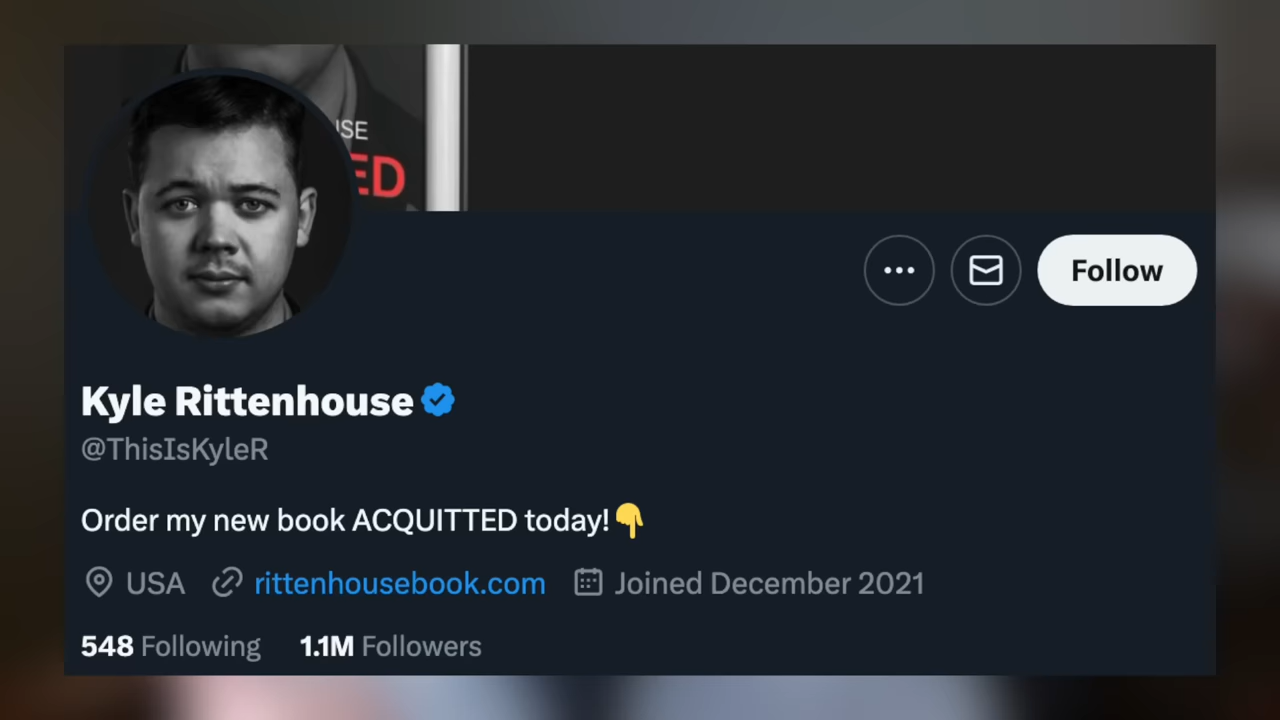 USE
ED
Follow
Kyle Rittenhouse
@ThisIsKyleR
Order my new book ACQUITTED today!👇
USA rittenhousebook.com Joined December 2021
548 Following 1.1M Followers